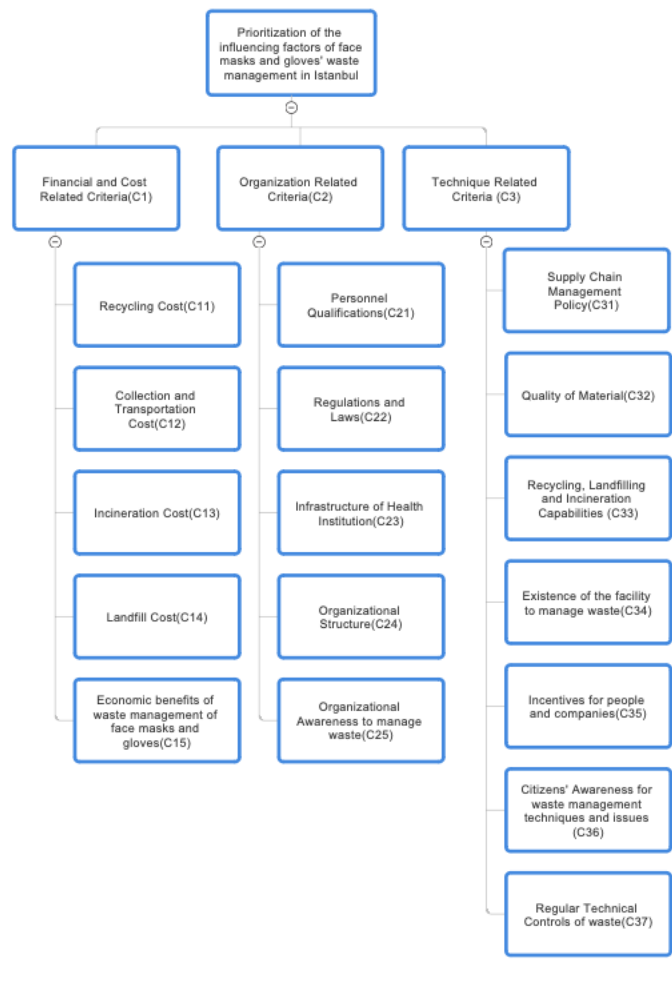 Prioritization of the
influencing factors of face
masks and gloves' waste
management in Istanbul
Financial and Cost
Related Criteria(C1)
Organization Related
Criteria(C2)
Technique Related
Criteria (C3)
Recycling Cost(C11)
Collection and
Transportation
Cost(C12)
Incineration Cost(C13)
Landfill Cost(C14)
Economic benefits of
waste management of
face masks and
gloves(C15)
Personnel
Qualifications(C21)
Regulations and
Laws(C22)
Infrastructure of Health
Institution(C23)
Organizational
Structure(C24)
Organizational
Awareness to manage
waste(C25)
Supply Chain
Management
Policy(C31)
Quality of Material(C32)
Recycling, Landfilling
and Incineration
Capabilities (C33)
Existence of the facility
to manage waste(C34)
Incentives for people
and companies(C35)
Citizens' Awareness for
waste management
techniques and issues
(C36)
Regular Technical
Controls of waste(C37)